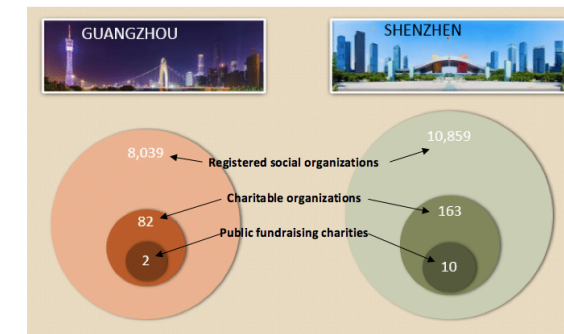 GUANGZHOU
SHENZHEN
8,039
10,859
Registered social organizations
Charitable organizations
82
163
Public fundraising charities
2
10